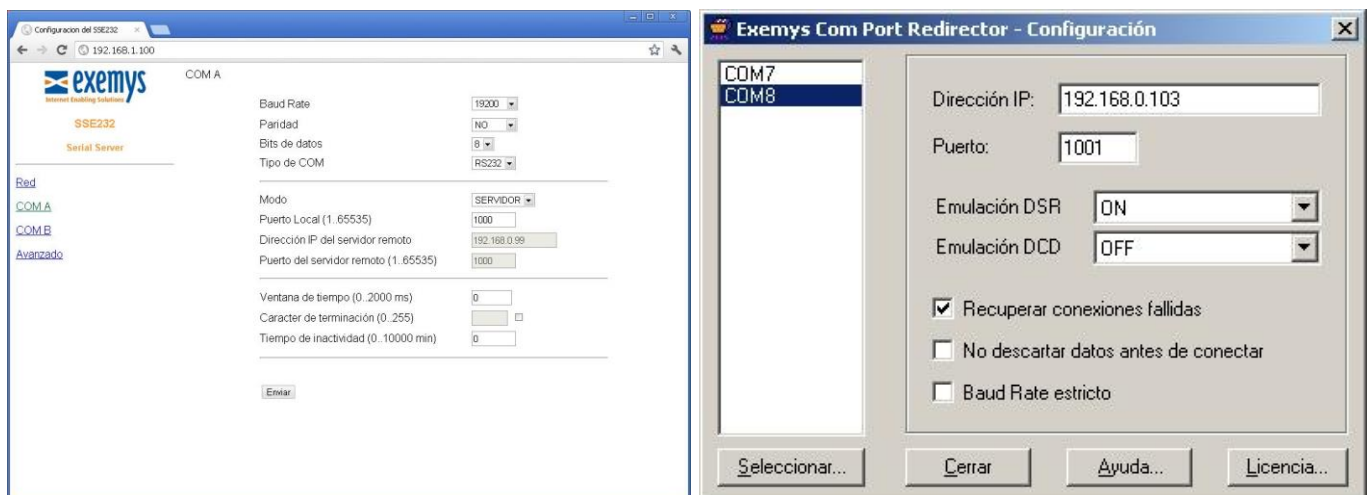 Configuracion del SSE232
192.168.1.100
exemys
Internet Enabling Solutions
SSE232
Serial Server
Red
COM A
COM B
Avanzado
COM A
Baud Rate 19200
Paridad NO
Bits de datos 8
Tipo de COM RS232
Modo SERVIDOR
Puerto Local (1..65535) 1000
Dirección IP del servidor remoto 192.168.0.99
Puerto del servidor remoto (1..65535) 1000
Ventana de tiempo (0..2000 ms) 0
Caracter de terminación (0..255)
Tiempo de inactividad (0..10000 min) 0
Enviar
Exemys Com Port Redirector - Configuración
COM7
COM8
Dirección IP: 192.168.0.103
Puerto: 1001
Emulación DSR ON
Emulación DCD OFF
Recuperar conexiones fallidas
No descartar datos antes de conectar
Baud Rate estricto
Seleccionar... Cerrar Ayuda... Licencia...